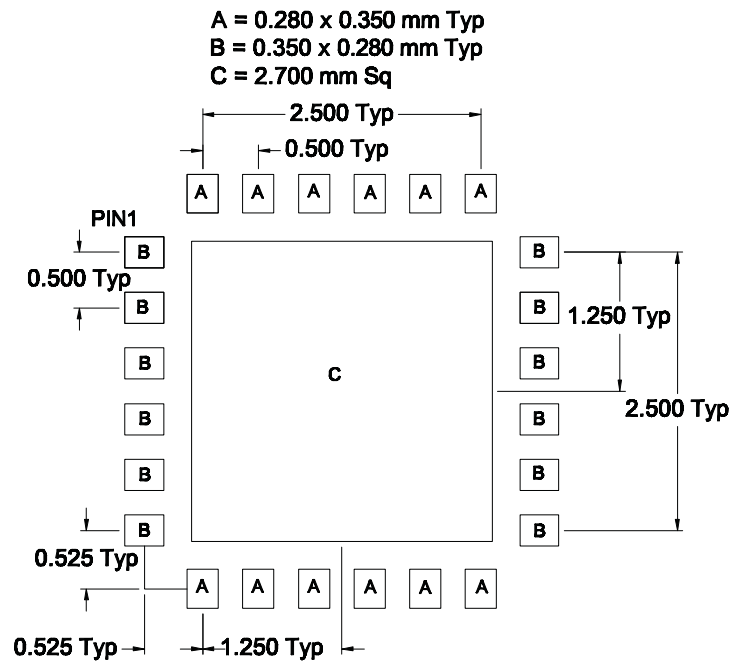 A = 0.280 x 0.350 mm Typ
B = 0.350 x 0.280 mm Typ
C = 2.700 mm Sq
2.500 Typ
0.500 Typ
A A A A A A
PIN1
B B
0.500 Typ
B B
1.250 Typ
B B
C
2.500 Typ
B B
B B
B B
0.525 Typ
A A A A A A
0.525 Typ 1.250 Typ